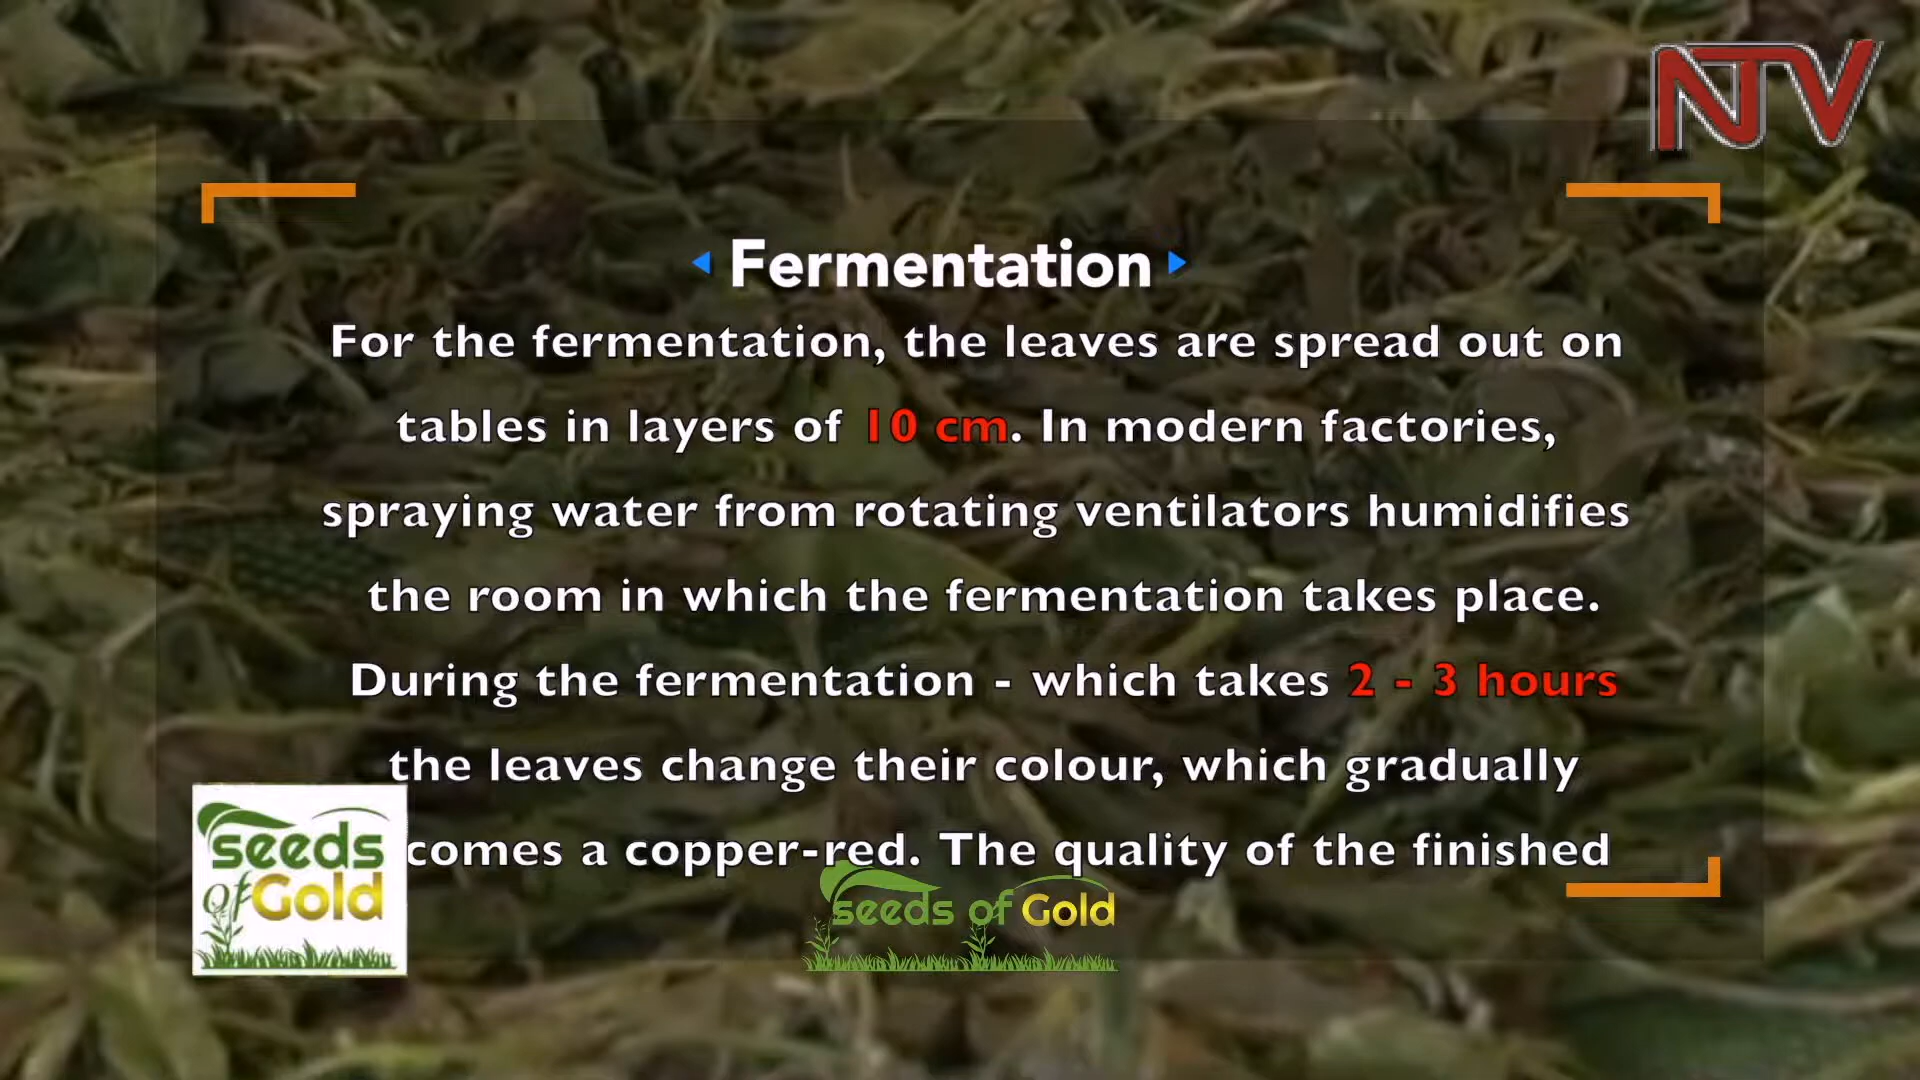 NTV
Fermentation
For the fermentation, the leaves are spread out on
tables in layers of 10 cm. In modern factories,
spraying water from rotating ventilators humidifies
the room in which the fermentation takes place.
During the fermentation - which takes 2 - 3 hours
the leaves change their colour, which gradually
comes a copper-red. The quality of the finished
seeds
of Gold
seeds of Gold